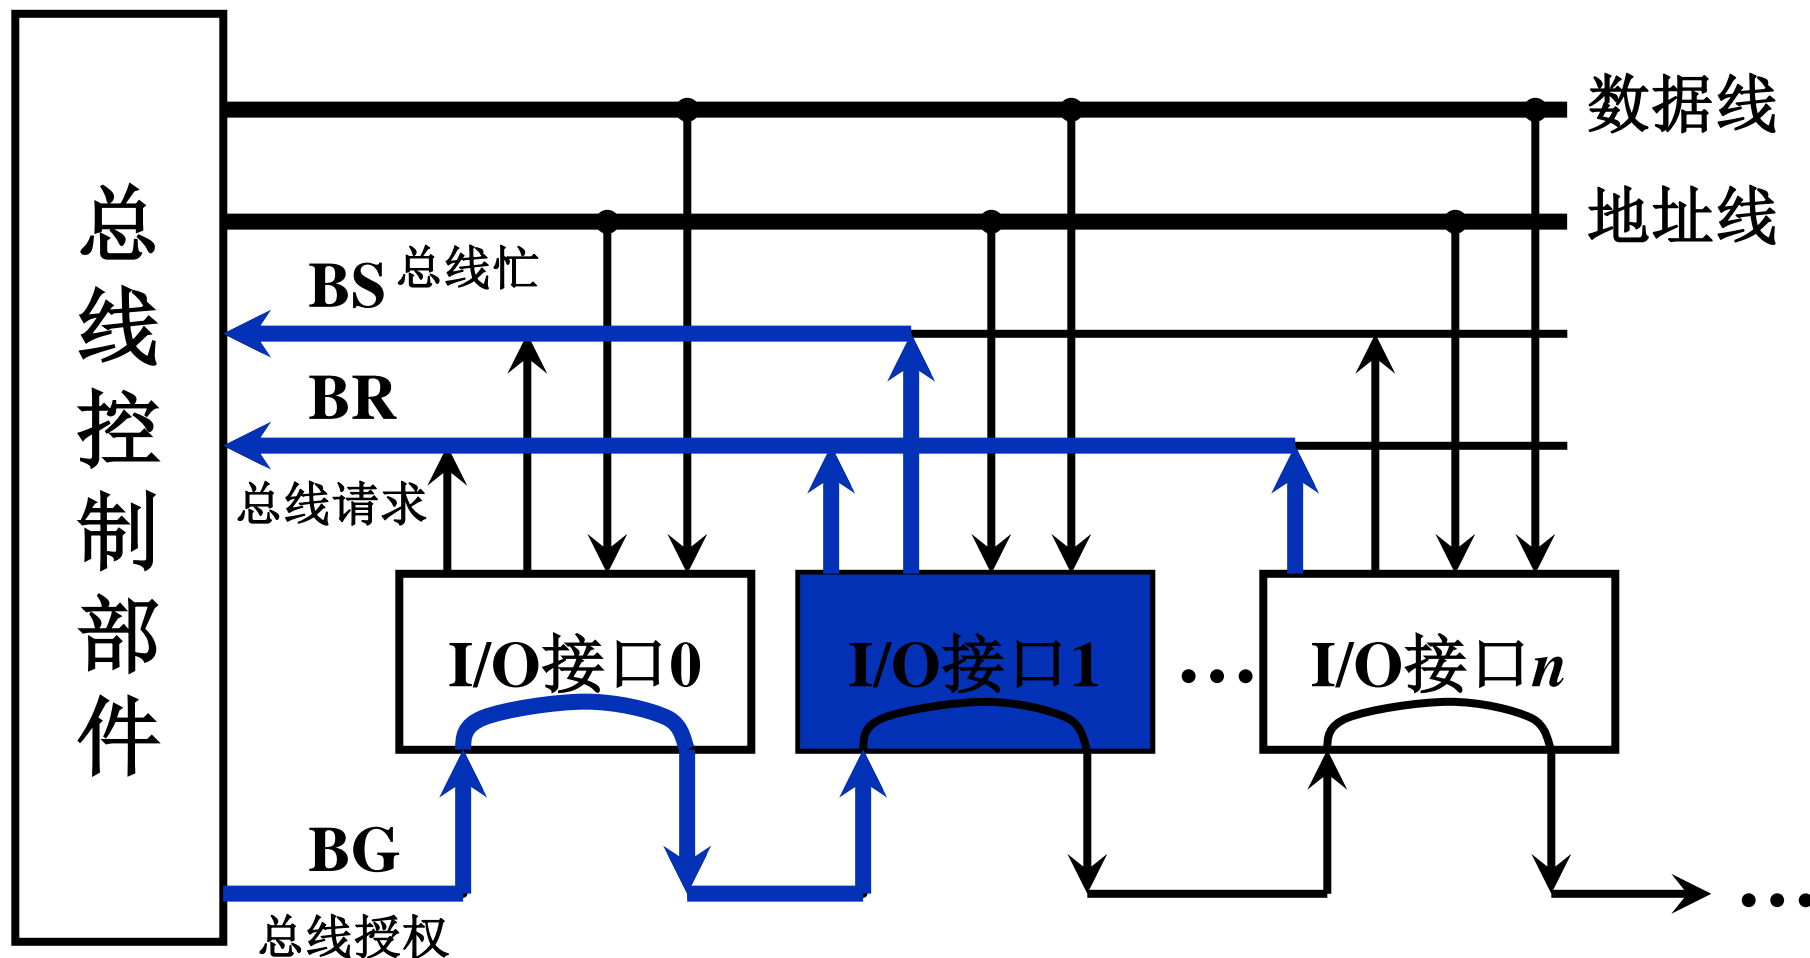 总线控制部件
数据线
地址线
BS 总线忙
BR
总线请求
I/O接口0
I/O接口1
…
I/O接口n
BG
总线授权
…